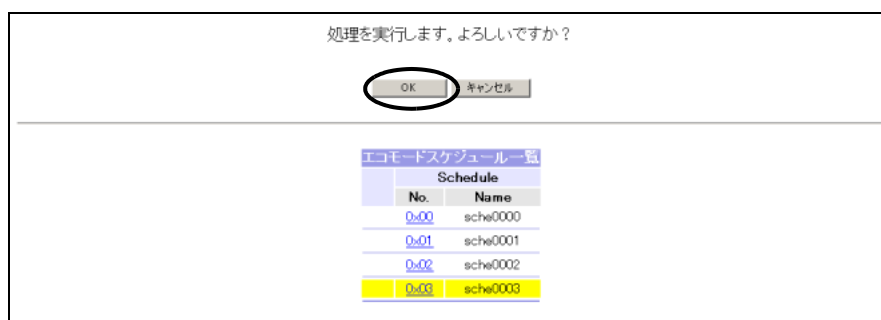 処理を実行します。よろしいですか？
OK キャンセル
エコモードスケジュール一覧
Schedule
No. Name
0x00 sche0000
0x01 sche0001
0x02 sche0002
0x03 sche0003